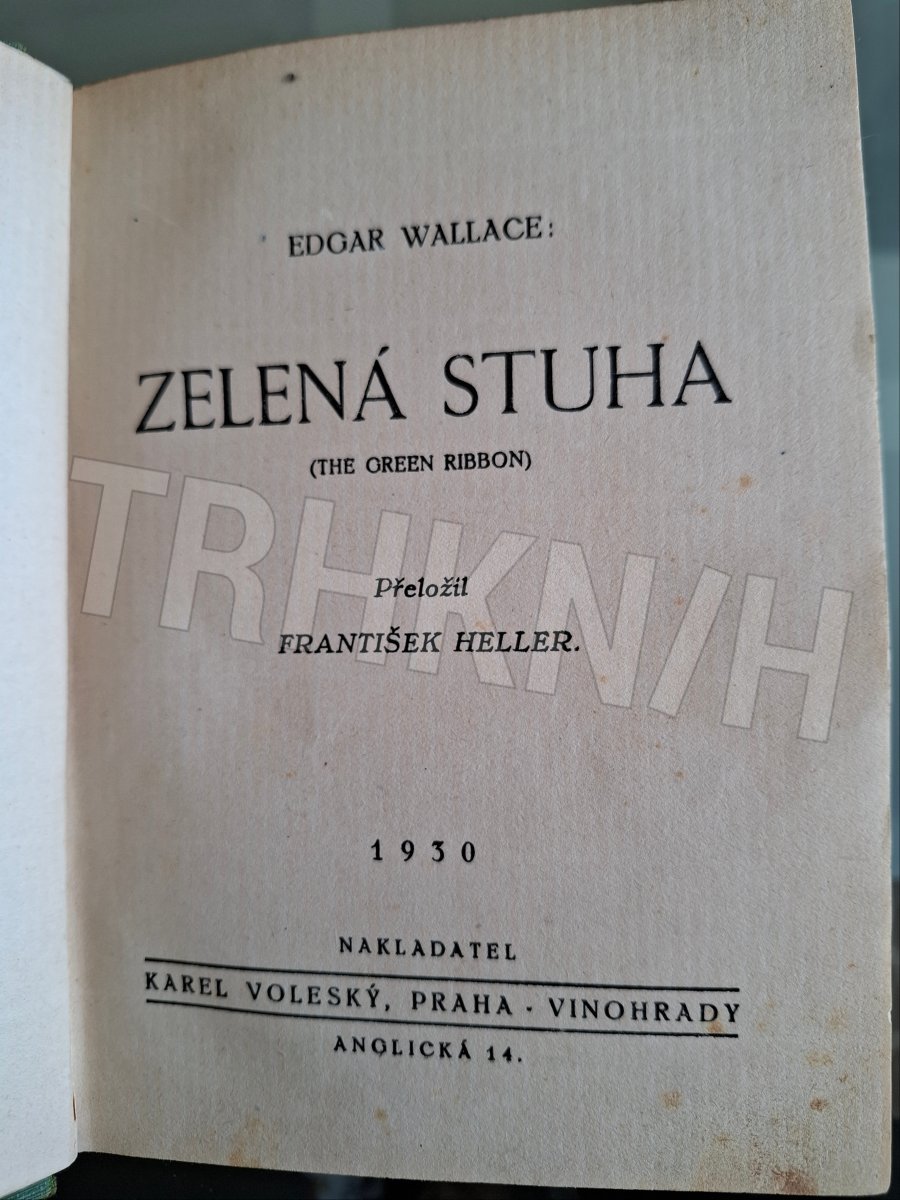 EDGAR WALLACE:
ZELENÁ STUHA
(THE GREEN RIBBON)
TRHKNIH
Přeložil
FRANTIŠEK HELLER.
1930
NAKLADATEL
KAREL VOLESKÝ, PRAHA - VINOHRADY
ANGLICKÁ 14.